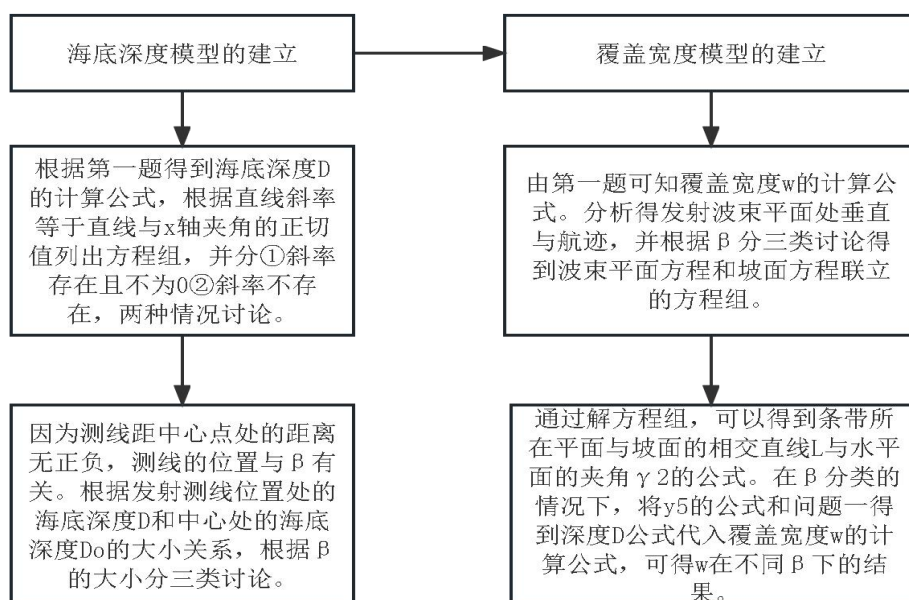 海底深度模型的建立
覆盖宽度模型的建立
根据第一题得到海底深度D
的计算公式，根据直线斜率
等于直线与x轴夹角的正切
值列出方程组，并分①斜率
存在且不为0②斜率不存
在，两种情况讨论。
由第一题可知覆盖宽度w的计算公
式。分析得发射波束平面处垂直
与航迹，并根据β分三类讨论得
到波束平面方程和坡面方程联立
的方程组。
因为测线距中心点处的距离
无正负，测线的位置与β有
关。根据发射测线位置处的
海底深度D和中心处的海底
深度Do的大小关系，根据β
的大小分三类讨论。
通过解方程组，可以得到条带所
在平面与坡面的相交直线L与水平
面的夹角γ2的公式。在β分类的
情况下，将γ5的公式和问题一得
到深度D公式代入覆盖宽度w的计
算公式，可得w在不同β下的结
果。